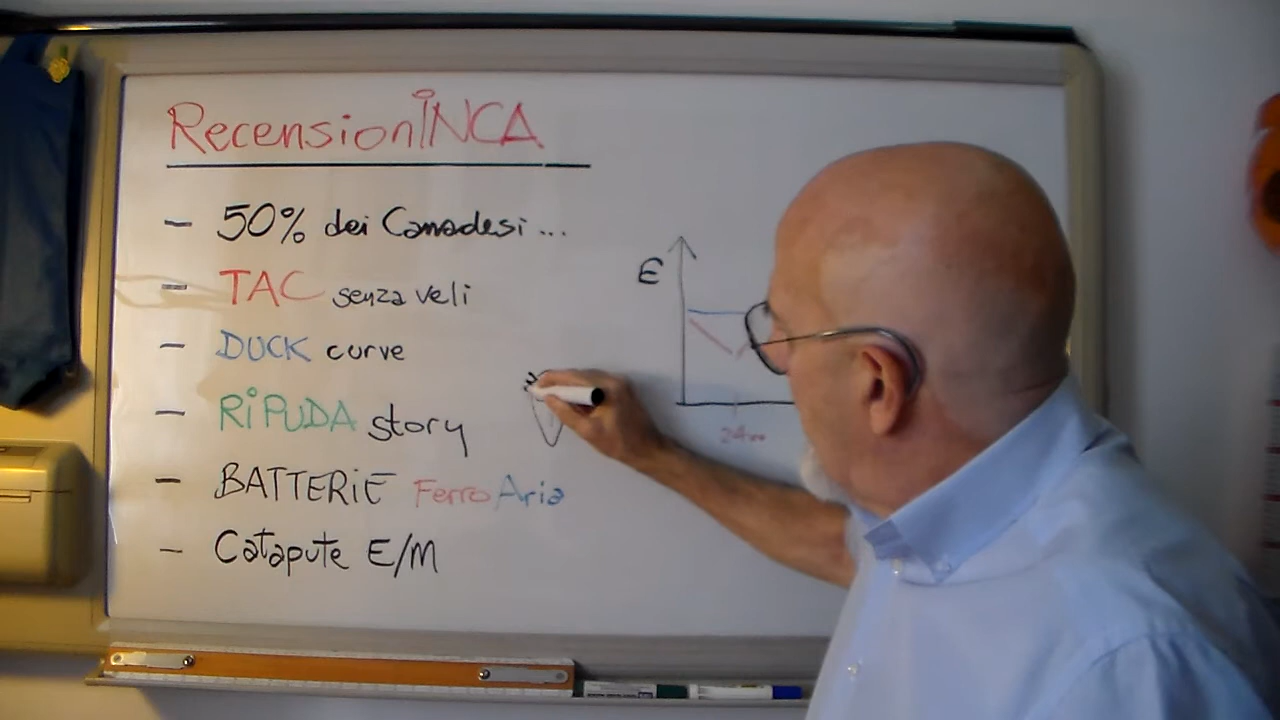 RecensionINCA
- 50% dei Canadesi...
- TAC senza veli
- DUCK curve
- RiPUDA story
- BATTERiE Ferro Aria
- Catapute E/M
E